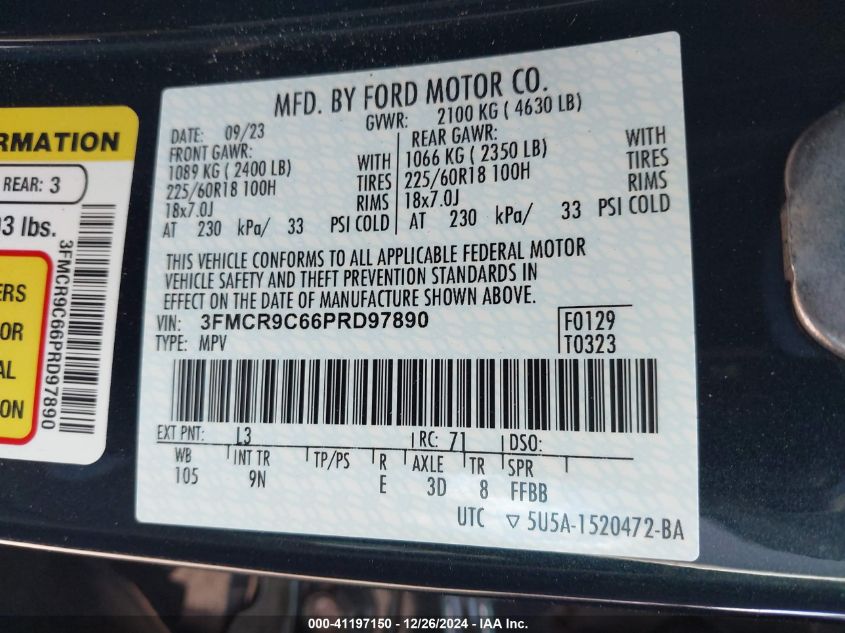 MFD. BY FORD MOTOR CO.
DATE: 09/23 GVWR: 2100 KG ( 4630 LB)
FRONT GAWR: REAR GAWR:
1089 KG ( 2400 LB) WITH 1066 KG ( 2350 LB) WITH
225/60R18 100H TIRES 225/60R18 100H TIRES
18x7.0J RIMS 18x7.0J RIMS
AT 230 kPa/ 33 PSI COLD AT 230 kPa/ 33 PSI COLD
THIS VEHICLE CONFORMS TO ALL APPLICABLE FEDERAL MOTOR
VEHICLE SAFETY AND THEFT PREVENTION STANDARDS IN
EFFECT ON THE DATE OF MANUFACTURE SHOWN ABOVE.
VIN: 3FMCR9C66PRD97890 F0129
TYPE: MPV T0323
EXT PNT: L3 RC: 71 DSO:
WB INT TR TP/PS R AXLE TR SPR
105 9N E 3D 8 FFBB
UTC ▽ 5U5A-1520472-BA
RMATION
REAR: 3
3 lbs.
3FMCR9C66PRD97890
ERS
OR
AL
ON
000-41197150 - 12/26/2024 - IAA Inc.